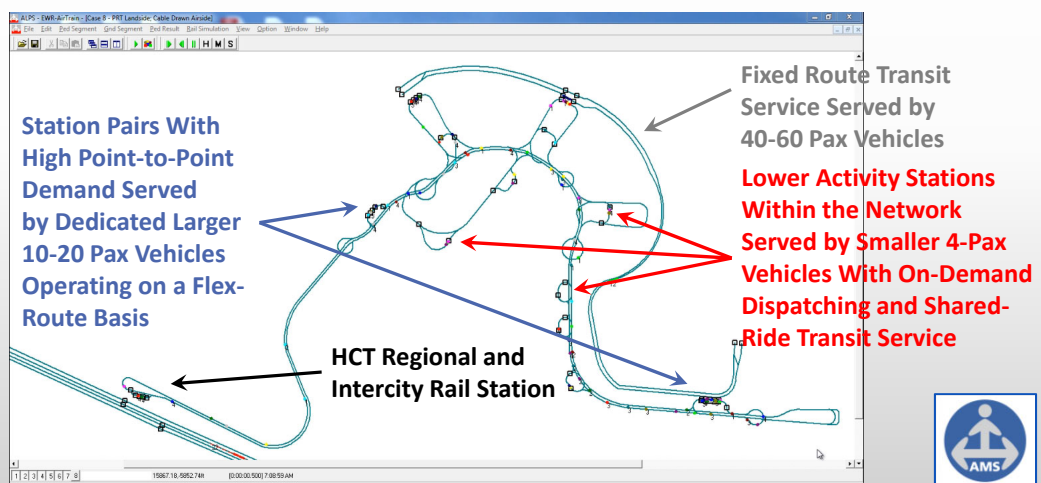 ALPS - EWR-AirTrain - [Case 8 - PRT Landside; Cable Drawn Airside]
File Edit Ped Segment Grid Segment Ped Result Rail Simulation View Option Window Help
H M S
Station Pairs With
High Point-to-Point
Demand Served
by Dedicated Larger
10-20 Pax Vehicles
Operating on a Flex-
Route Basis
Fixed Route Transit
Service Served by
40-60 Pax Vehicles
Lower Activity Stations
Within the Network
Served by Smaller 4-Pax
Vehicles With On-Demand
Dispatching and Shared-
Ride Transit Service
HCT Regional and
Intercity Rail Station
AMS
1 2 3 4 5 6 7 8 15867.18,-5852.74ft (0:00:00.500) 7:08:59 AM